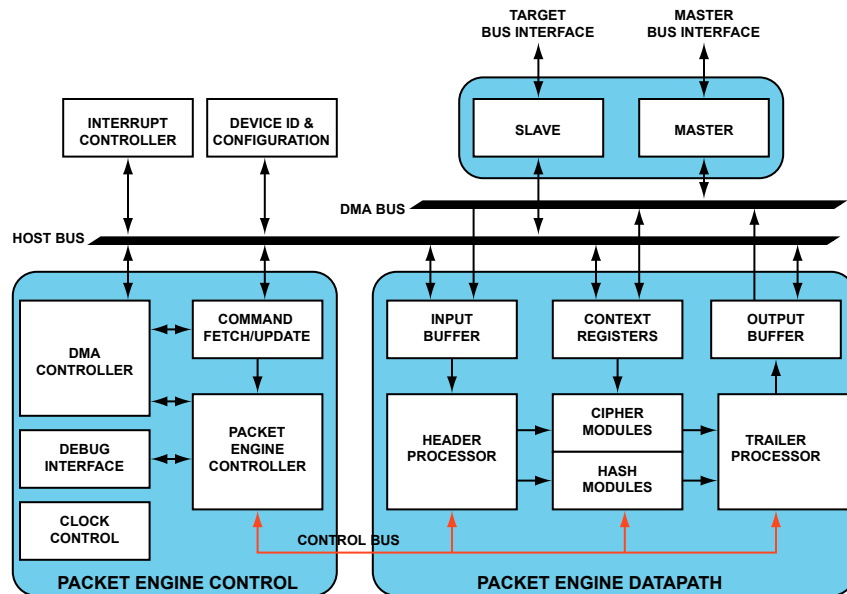 TARGET
BUS INTERFACE
MASTER
BUS INTERFACE
INTERRUPT
CONTROLLER
DEVICE ID &
CONFIGURATION
SLAVE
MASTER
DMA BUS
HOST BUS
DMA
CONTROLLER
COMMAND
FETCH/UPDATE
INPUT
BUFFER
CONTEXT
REGISTERS
OUTPUT
BUFFER
PACKET
ENGINE
CONTROLLER
HEADER
PROCESSOR
CIPHER
MODULES
HASH
MODULES
TRAILER
PROCESSOR
DEBUG
INTERFACE
CLOCK
CONTROL
CONTROL BUS
PACKET ENGINE CONTROL
PACKET ENGINE DATAPATH